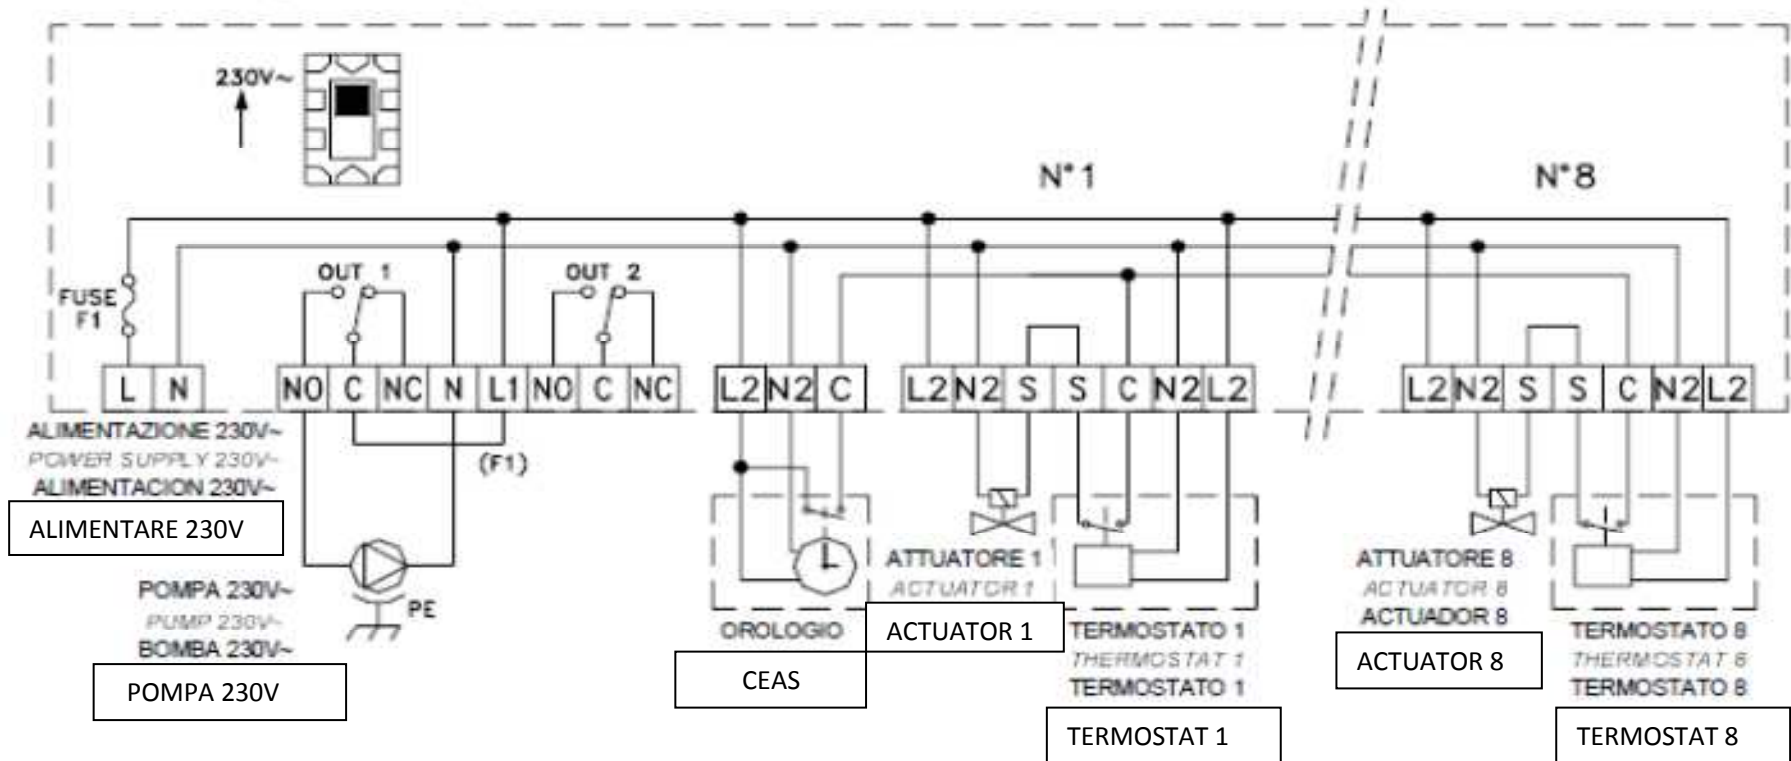 230V~
N°1
N°8
OUT 1
OUT 2
FUSE
F1
L N
NO C NC N L1 NO C NC
L2 N2 C
L2 N2 S S C N2 L2
L2 N2 S S C N2 L2
ALIMENTAZIONE 230V~
POWER SUPPLY 230V~
ALIMENTACION 230V~
ALIMENTARE 230V
(F1)
POMPA 230V~
PUMP 230V~
BOMBA 230V~
POMPA 230V
PE
OROLOGIO
CEAS
ATTUATORE 1
ACTUATOR 1
ACTUATOR 1
TERMOSTATO 1
THERMOSTAT 1
TERMOSTATO 1
TERMOSTAT 1
ATTUATORE 8
ACTUATOR 8
ACTUADOR 8
ACTUATOR 8
TERMOSTATO 8
THERMOSTAT 8
TERMOSTATO 8
TERMOSTAT 8